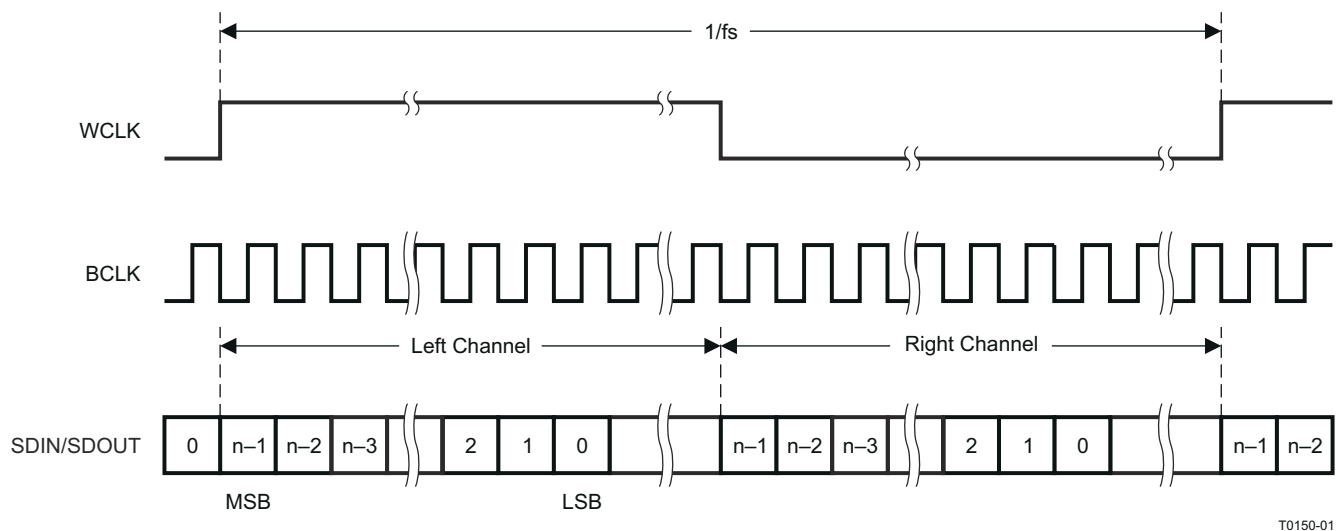 1/fs
WCLK
BCLK
Left Channel Right Channel
SDIN/SDOUT 0 n–1 n–2 n–3 2 1 0 n–1 n–2 n–3 2 1 0 n–1 n–2
MSB LSB
T0150-01